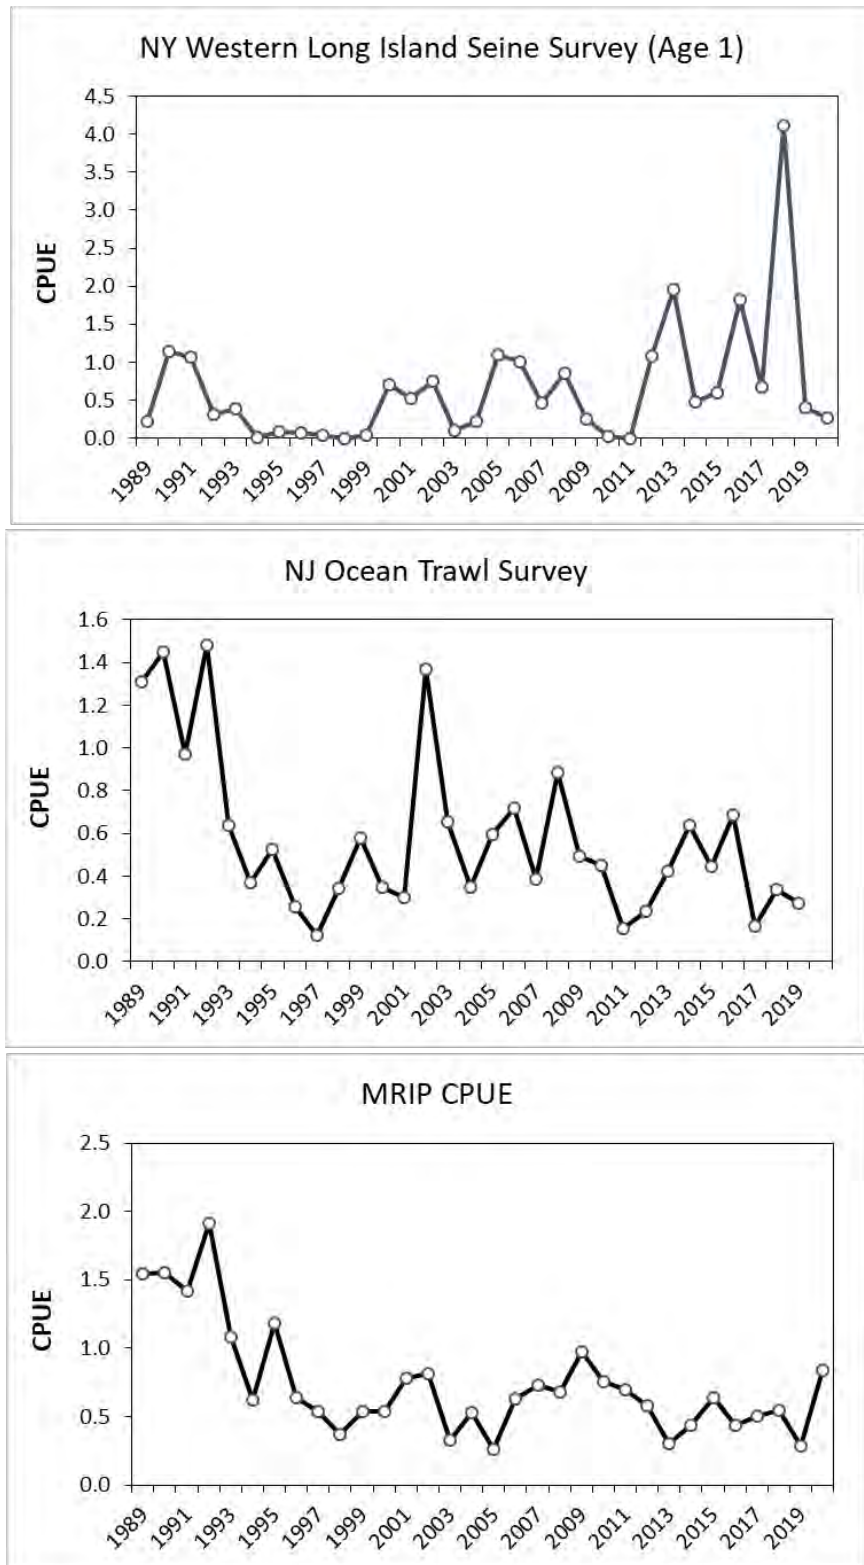 NY Western Long Island Seine Survey (Age 1)
4.5
4.0
3.5
3.0
2.5
2.0
1.5
1.0
0.5
0.0
CPUE
1989 1991 1993 1995 1997 1999 2001 2003 2005 2007 2009 2011 2013 2015 2017 2019
NJ Ocean Trawl Survey
1.6
1.4
1.2
1.0
0.8
0.6
0.4
0.2
0.0
CPUE
1989 1991 1993 1995 1997 1999 2001 2003 2005 2007 2009 2011 2013 2015 2017 2019
MRIP CPUE
2.5
2.0
1.5
1.0
0.5
0.0
CPUE
1989 1991 1993 1995 1997 1999 2001 2003 2005 2007 2009 2011 2013 2015 2017 2019